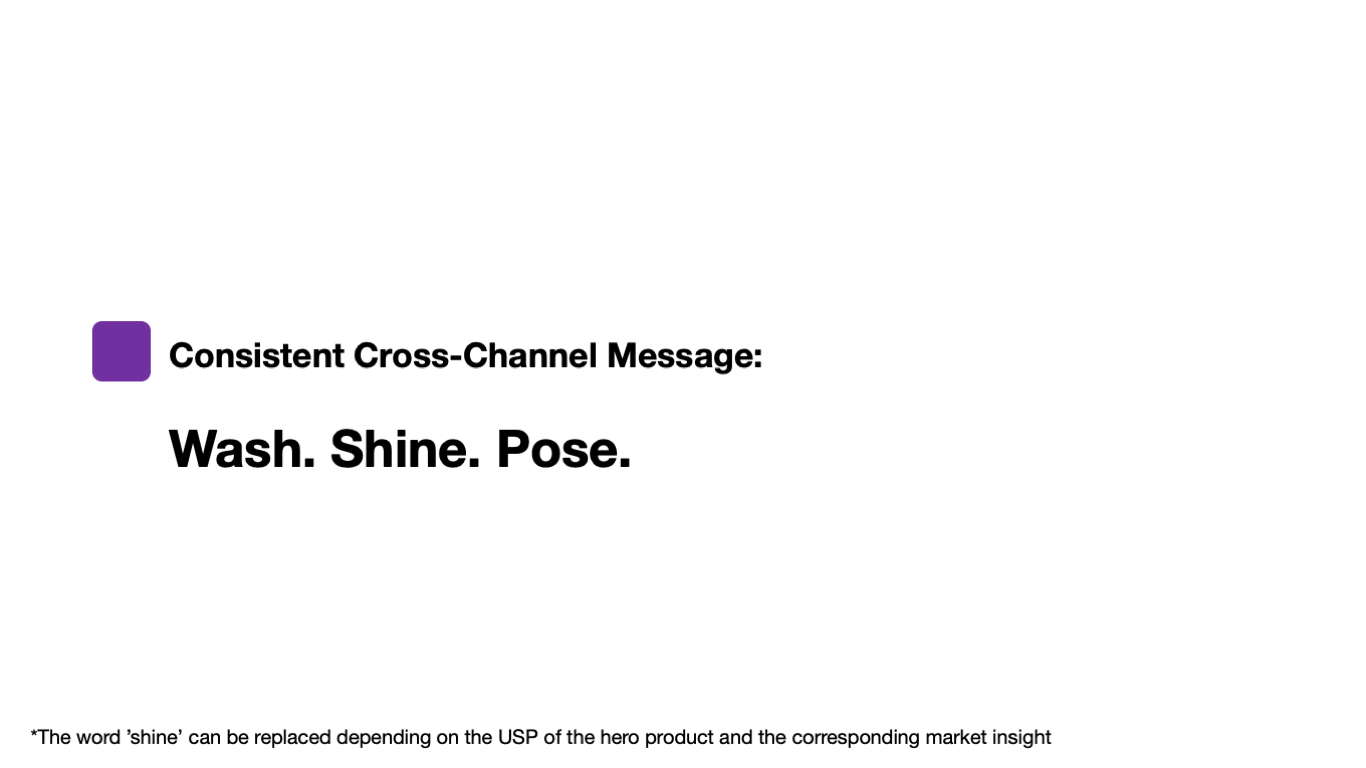 Consistent Cross-Channel Message:
Wash. Shine. Pose.
*The word ’shine’ can be replaced depending on the USP of the hero product and the corresponding market insight